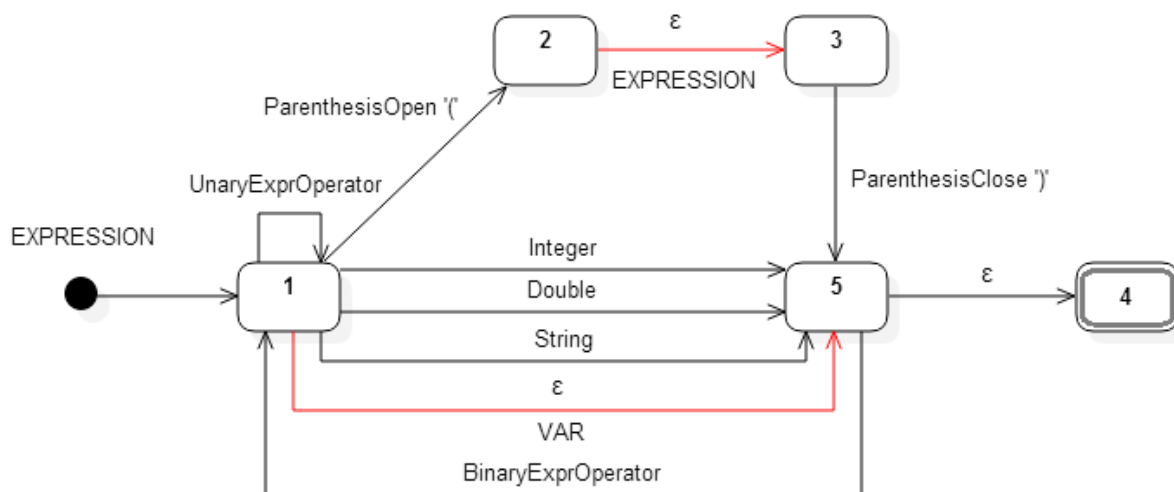 ε
2
3
EXPRESSION
ParenthesisOpen '('
UnaryExprOperator
ParenthesisClose ')'
EXPRESSION
Integer
1
5
ε
4
Double
String
ε
VAR
BinaryExprOperator